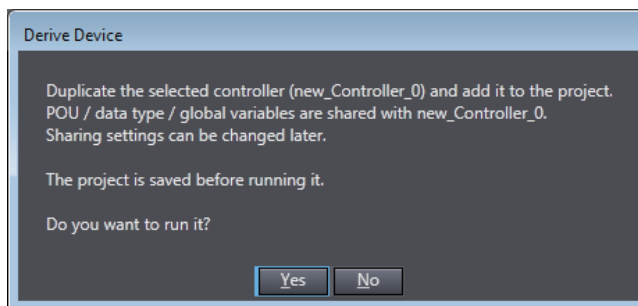 Derive Device
Duplicate the selected controller (new_Controller_0) and add it to the project.
POU / data type / global variables are shared with new_Controller_0.
Sharing settings can be changed later.
The project is saved before running it.
Do you want to run it?
Yes
No